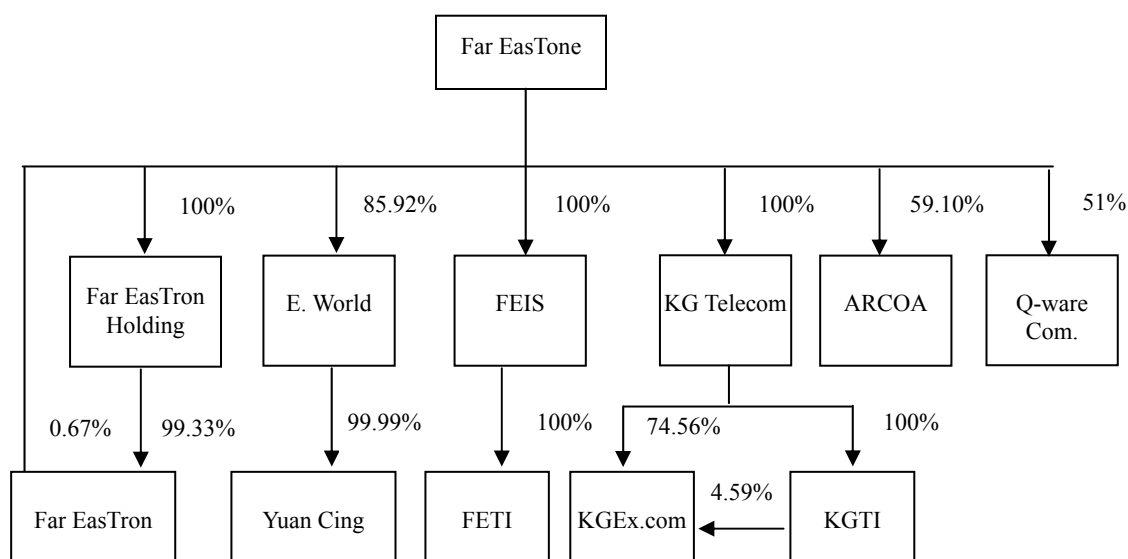 Far EasTone
100%
85.92%
100%
100%
59.10%
51%
Far EasTron
Holding
E. World
FEIS
KG Telecom
ARCOA
Q-ware
Com.
0.67%
99.33%
99.99%
100%
74.56%
100%
Far EasTron
Yuan Cing
FETI
KGEx.com
4.59%
KGTI